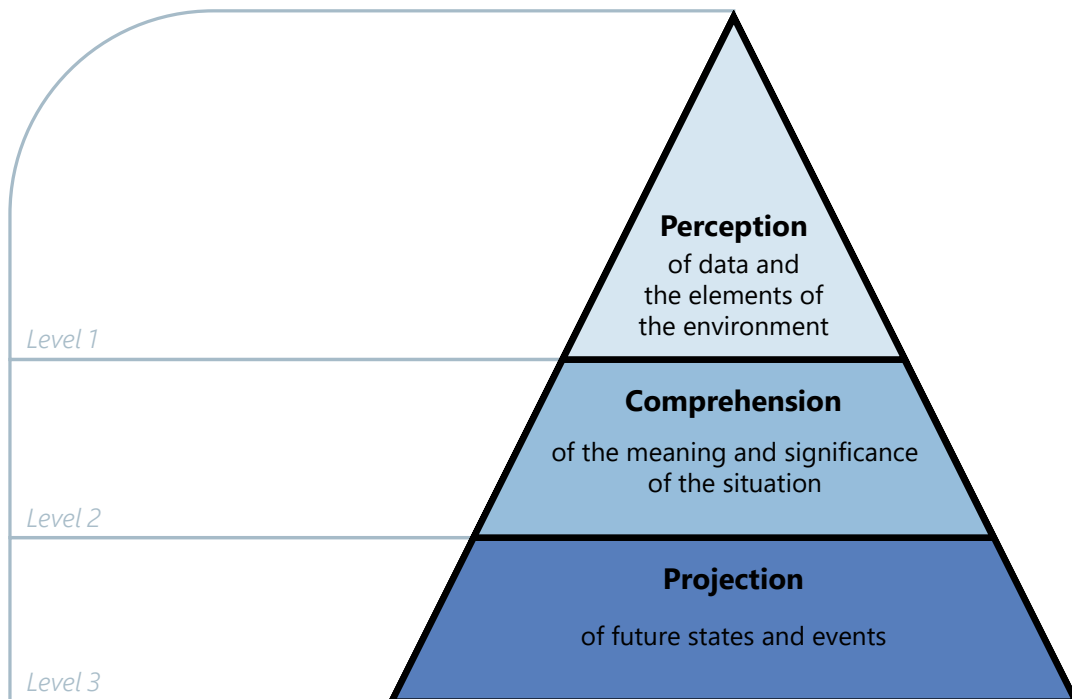 Perception
of data and
the elements of
the environment
Level 1
Comprehension
of the meaning and significance
of the situation
Level 2
Projection
of future states and events
Level 3